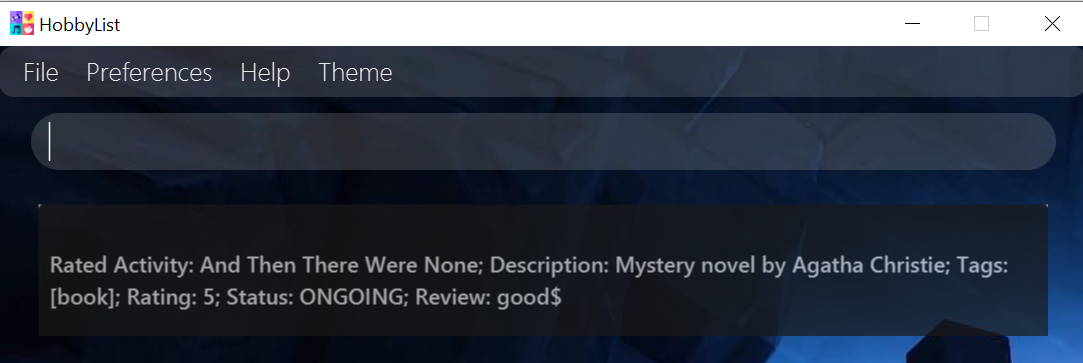 HobbyList
File Preferences Help Theme
Rated Activity: And Then There Were None; Description: Mystery novel by Agatha Christie; Tags:
[book]; Rating: 5; Status: ONGOING; Review: good$